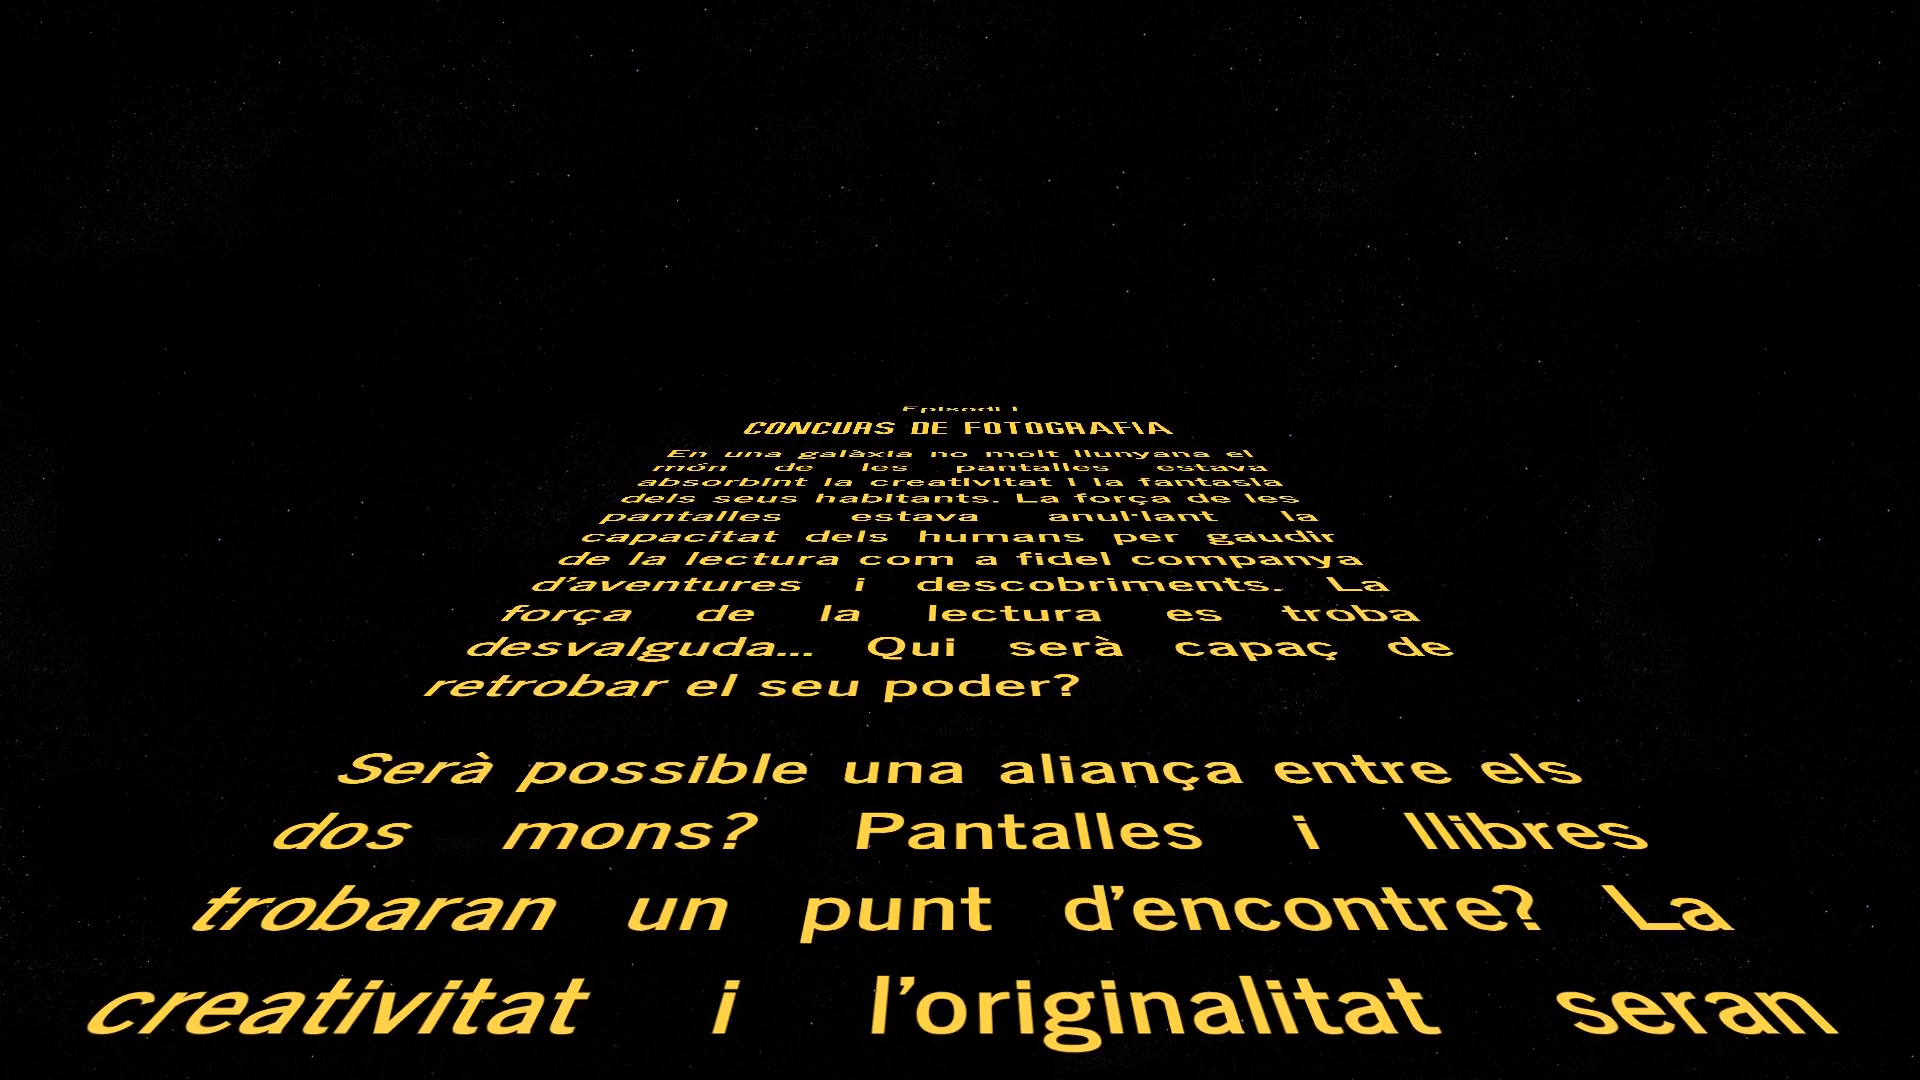 Episodi I
CONCURS DE FOTOGRAFIA
En una galàxia no molt llunyana el
món de les pantalles estava
absorbint la creativitat i la fantasia
dels seus habitants. La força de les
pantalles estava anul·lant la
capacitat dels humans per gaudir
de la lectura com a fidel companya
d’aventures i descobriments. La
força de la lectura es troba
desvalguda... Qui serà capaç de
retrobar el seu poder?
Serà possible una aliança entre els
dos mons? Pantalles i llibres
trobaran un punt d’encontre? La
creativitat i l’originalitat seran